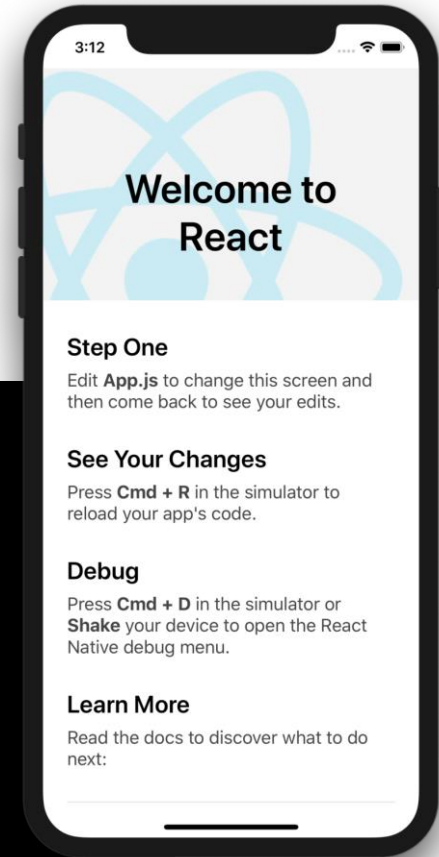 3:12
Welcome to
React
Step One
Edit App.js to change this screen and
then come back to see your edits.
See Your Changes
Press Cmd + R in the simulator to
reload your app's code.
Debug
Press Cmd + D in the simulator or
Shake your device to open the React
Native debug menu.
Learn More
Read the docs to discover what to do
next: